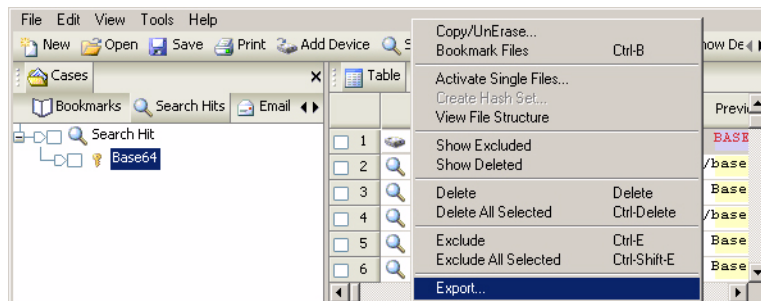 File Edit View Tools Help
New Open Save Print Add Device S
Cases
Bookmarks Search Hits Email
Search Hit
Base64
Table
Previ
1 BASE
2 /base
3 Base
4 /base
5 Base
6 Base
how De
Copy/UnErase...
Bookmark Files Ctrl-B
Activate Single Files...
Create Hash Set...
View File Structure
Show Excluded
Show Deleted
Delete Delete
Delete All Selected Ctrl-Delete
Exclude Ctrl-E
Exclude All Selected Ctrl-Shift-E
Export...